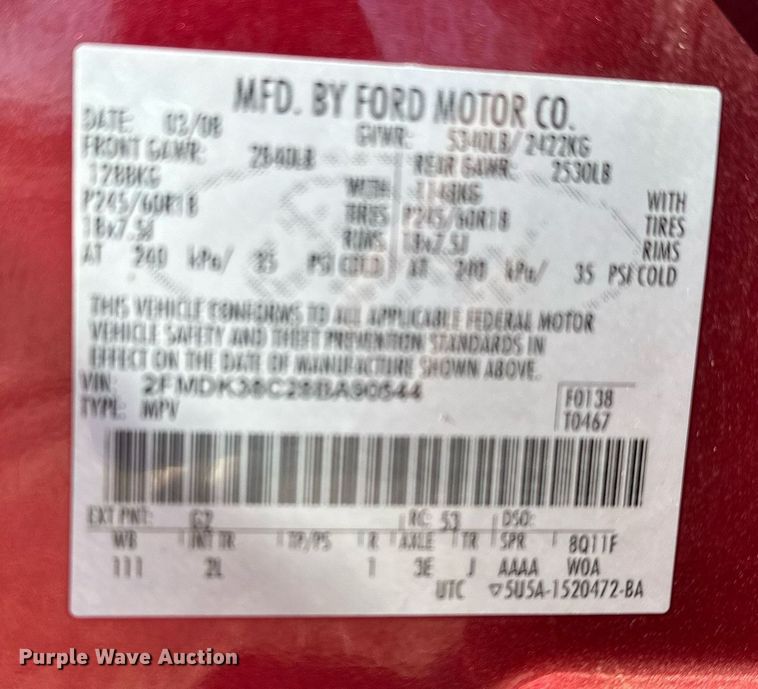 MFD. BY FORD MOTOR CO.
DATE: 03/08 GVWR: 5340LB/ 2422KG
FRONT GAWR: 2840LB REAR GAWR: 2530LB
1288KG WITH 1148KG WITH
P245/60R18 TIRES P245/60R18 TIRES
18x7.5J RIMS 18x7.5J RIMS
AT 240 kPa/ 35 PSI COLD AT 240 kPa/ 35 PSI COLD
THIS VEHICLE CONFORMS TO ALL APPLICABLE FEDERAL MOTOR
VEHICLE SAFETY AND THEFT PREVENTION STANDARDS IN
EFFECT ON THE DATE OF MANUFACTURE SHOWN ABOVE.
VIN:
TYPE: MPV
F0138
T0467
EXT PNT: RC: 53 DSO:
WB INT TR TP/PS R AXLE TR SPR 8Q11F
111 2L 1 3E J AAAA WOA
UTC ▽5U5A-1520472-BA
Purple Wave Auction